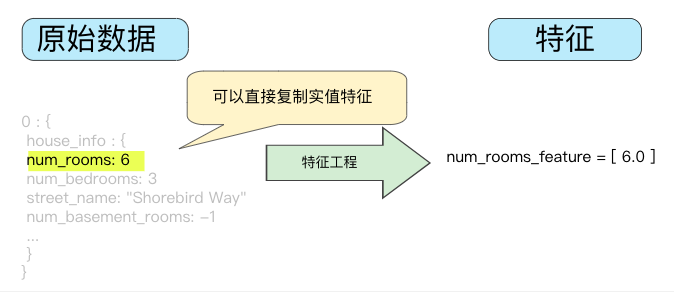 原始数据
特征
可以直接复制实值特征
0 : {
house_info : {
num_rooms: 6
num_bedrooms: 3
street_name: "Shorebird Way"
num_basement_rooms: -1
...
}
}
特征工程
num_rooms_feature = [ 6.0 ]